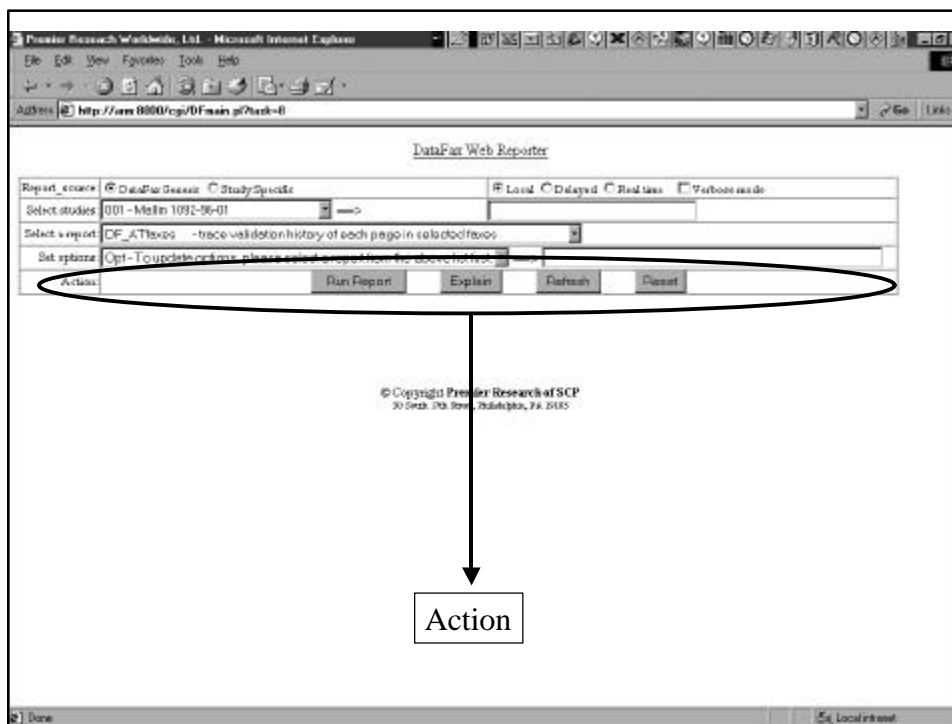 Premier Research Worldwide, Ltd. - Microsoft Internet Explorer
File Edit View Favorites Tools Help
Address http://arm:8000/cgi/DFmain.pl?task=8 Go Links
DataFax Web Reporter
Report_source: DataFax Generic Study Specific Local Delayed Real time Verbose mode
Select studies: 001 - Mellin 1092-96-01 ==>
Select a report: DF_ATfaxes - trace validation history of each page in selected faxes
Set options: Opt - To update options, please select a report from the above list first. ==>
Action: Run Report Explain Refresh Reset
© Copyright Premier Research of SCP
30 South 17th Street, Philadelphia, PA 19103
Action
Done Local intranet